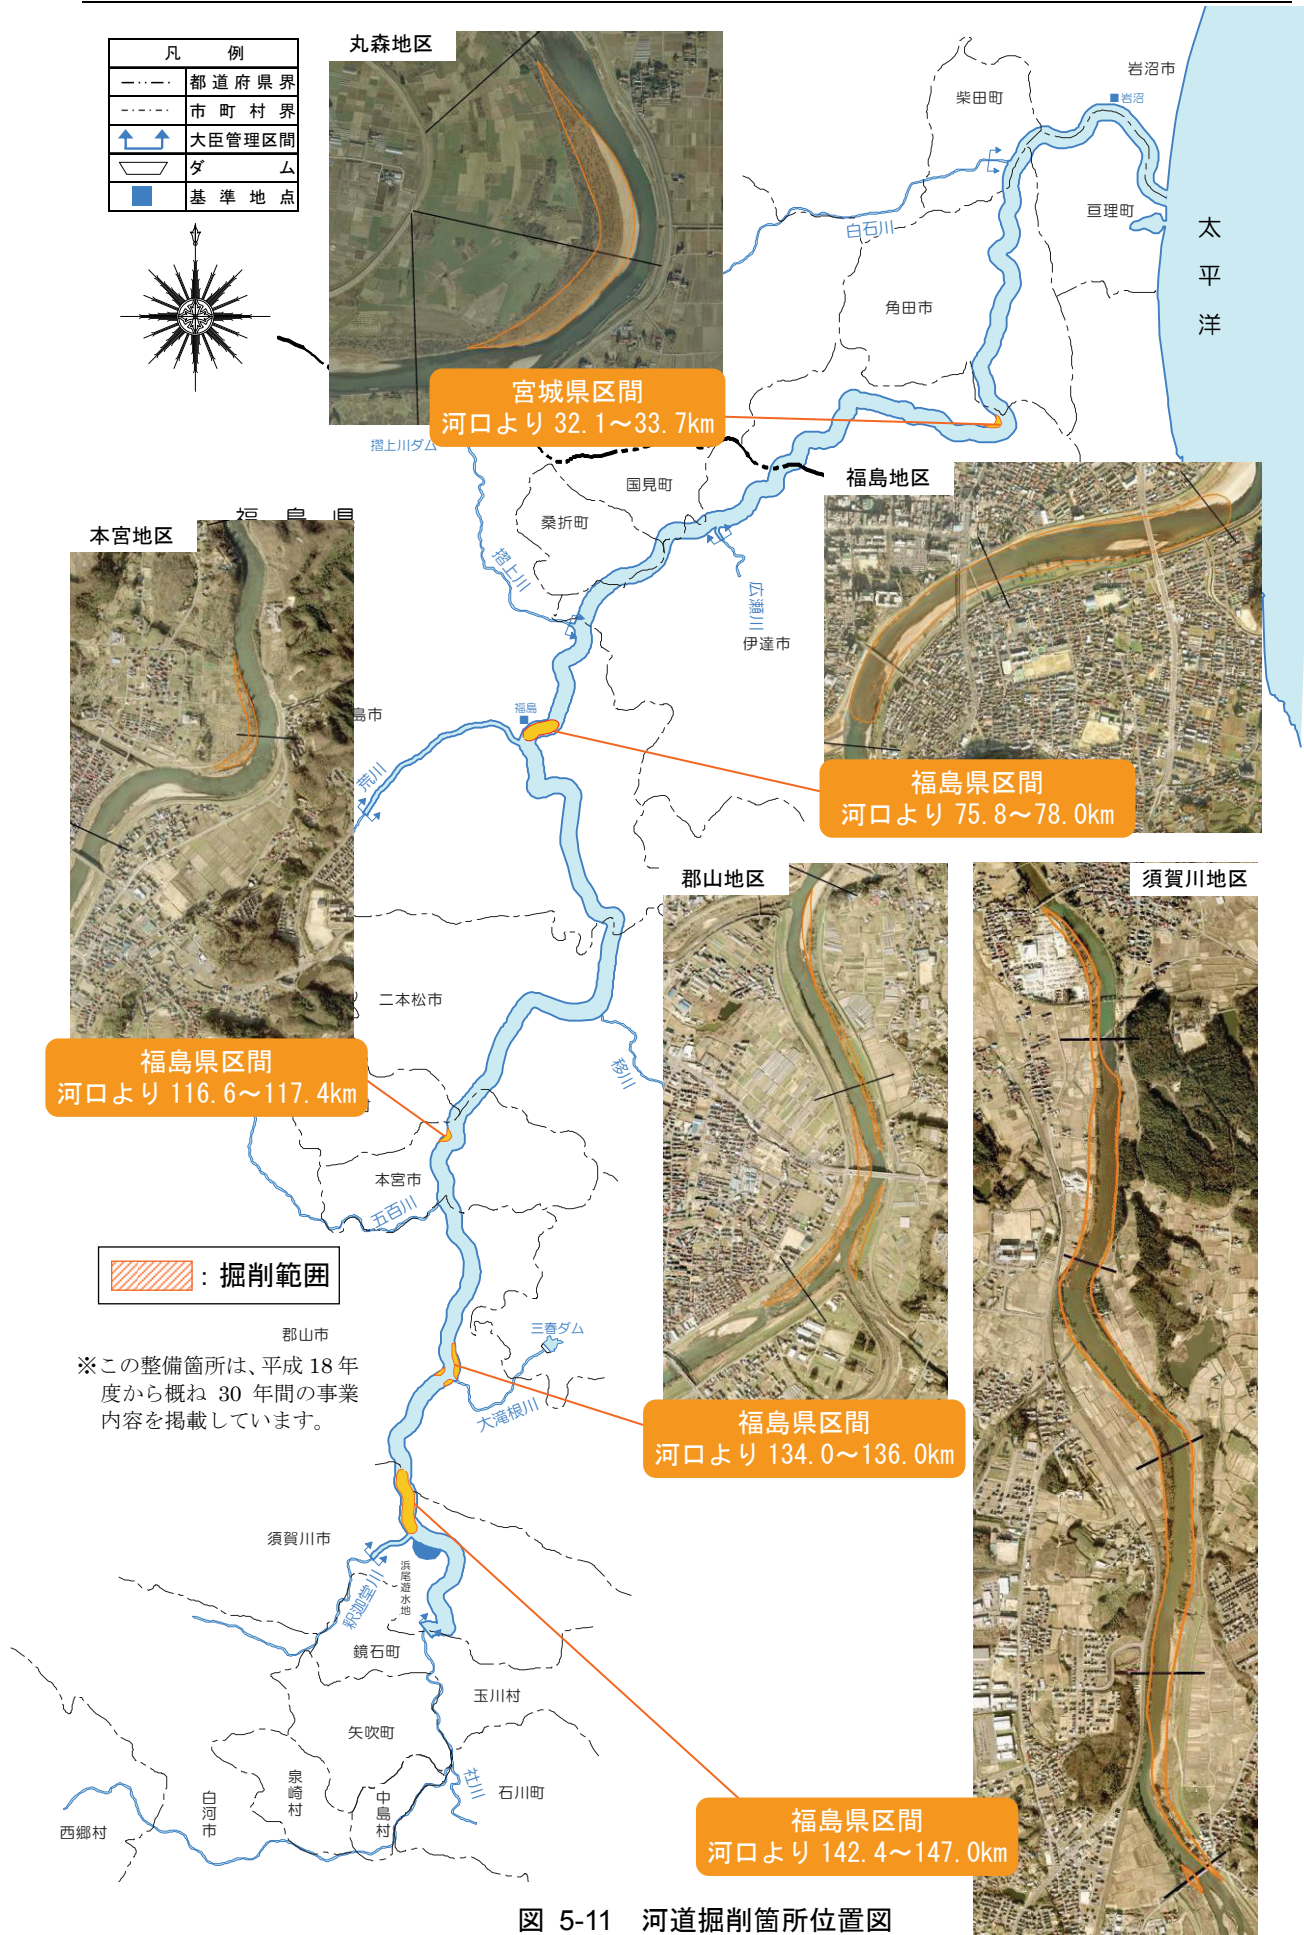 凡例
都道府県界
市町村界
大臣管理区間
ダム
基準地点
丸森地区
岩沼市
柴田町
岩沼
亘理町
白石川
太平洋
角田市
宮城県区間
河口より 32.1～33.7km
摺上川ダム
国見町
福島地区
桑折町
福島県
本宮地区
摺上川
広瀬川
伊達市
福島
島市
荒川
福島県区間
河口より 75.8～78.0km
郡山地区
須賀川地区
二本松市
福島県区間
河口より 116.6～117.4km
移川
本宮市
五百川
：掘削範囲
三春ダム
郡山市
※この整備箇所は、平成 18 年
度から概ね 30 年間の事業
内容を掲載しています。
大滝根川
福島県区間
河口より 134.0～136.0km
須賀川市
浜尾遊水地
釈迦堂川
鏡石町
玉川村
矢吹町
社川
石川町
泉崎村
中島村
白河市
西郷村
福島県区間
河口より 142.4～147.0km
図 5-11　河道掘削箇所位置図